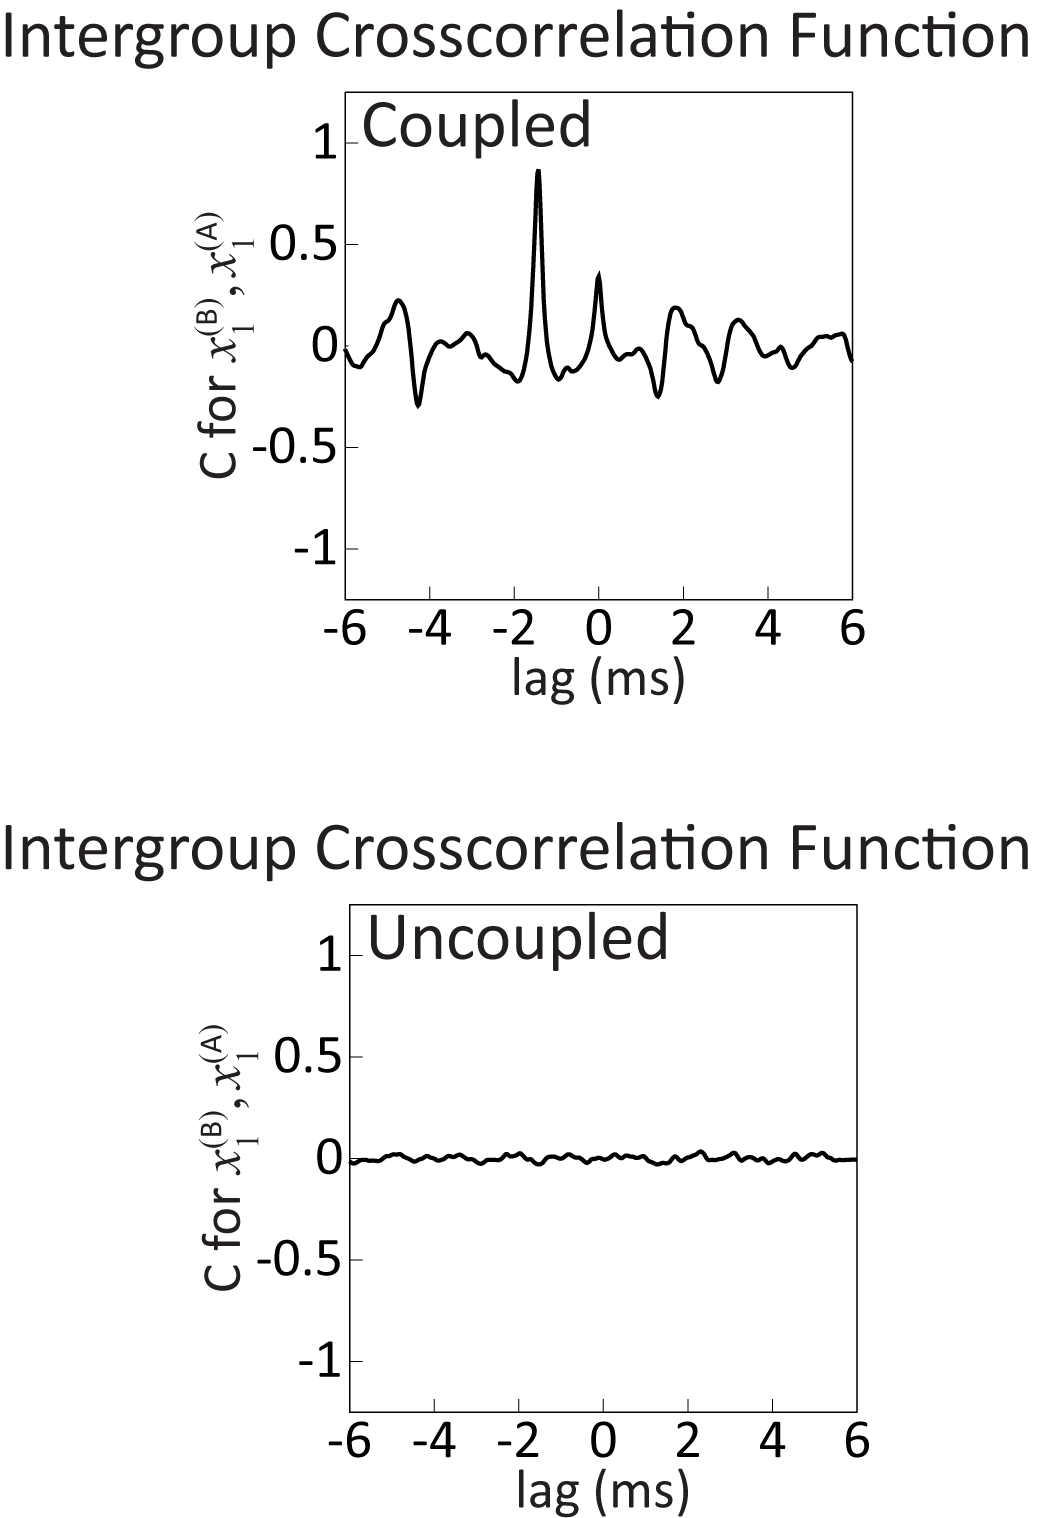 Intergroup Crosscorrelation Function
Coupled
1
0.5
0
-0.5
-1
C for x₁⁽ᴮ⁾, x₁⁽ᴬ⁾
-6 -4 -2 0 2 4 6
lag (ms)
Intergroup Crosscorrelation Function
Uncoupled
1
0.5
0
-0.5
-1
C for x₁⁽ᴮ⁾, x₁⁽ᴬ⁾
-6 -4 -2 0 2 4 6
lag (ms)